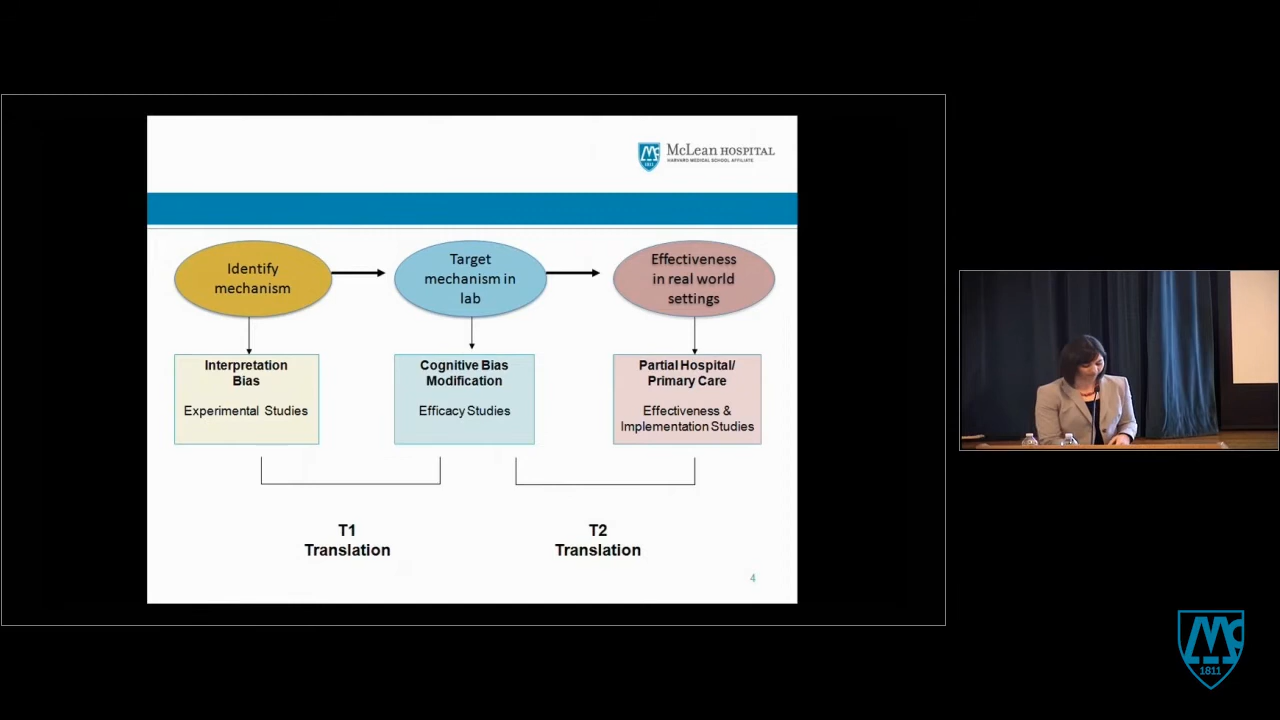 McLean HOSPITAL
HARVARD MEDICAL SCHOOL AFFILIATE
1811
Identify
mechanism
Target
mechanism in
lab
Effectiveness
in real world
settings
Interpretation
Bias
Experimental Studies
Cognitive Bias
Modification
Efficacy Studies
Partial Hospital/
Primary Care
Effectiveness &
Implementation Studies
T1
Translation
T2
Translation
4
Mc
1811